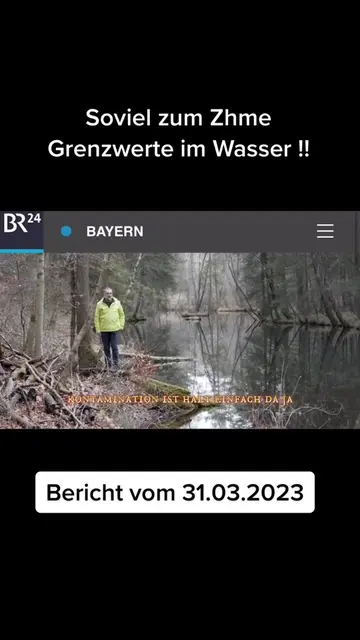 Soviel zum Zhme
Grenzwerte im Wasser !!
BR24
BAYERN
KONTAMINATION IST HALT EINFACH DA JA
Bericht vom 31.03.2023